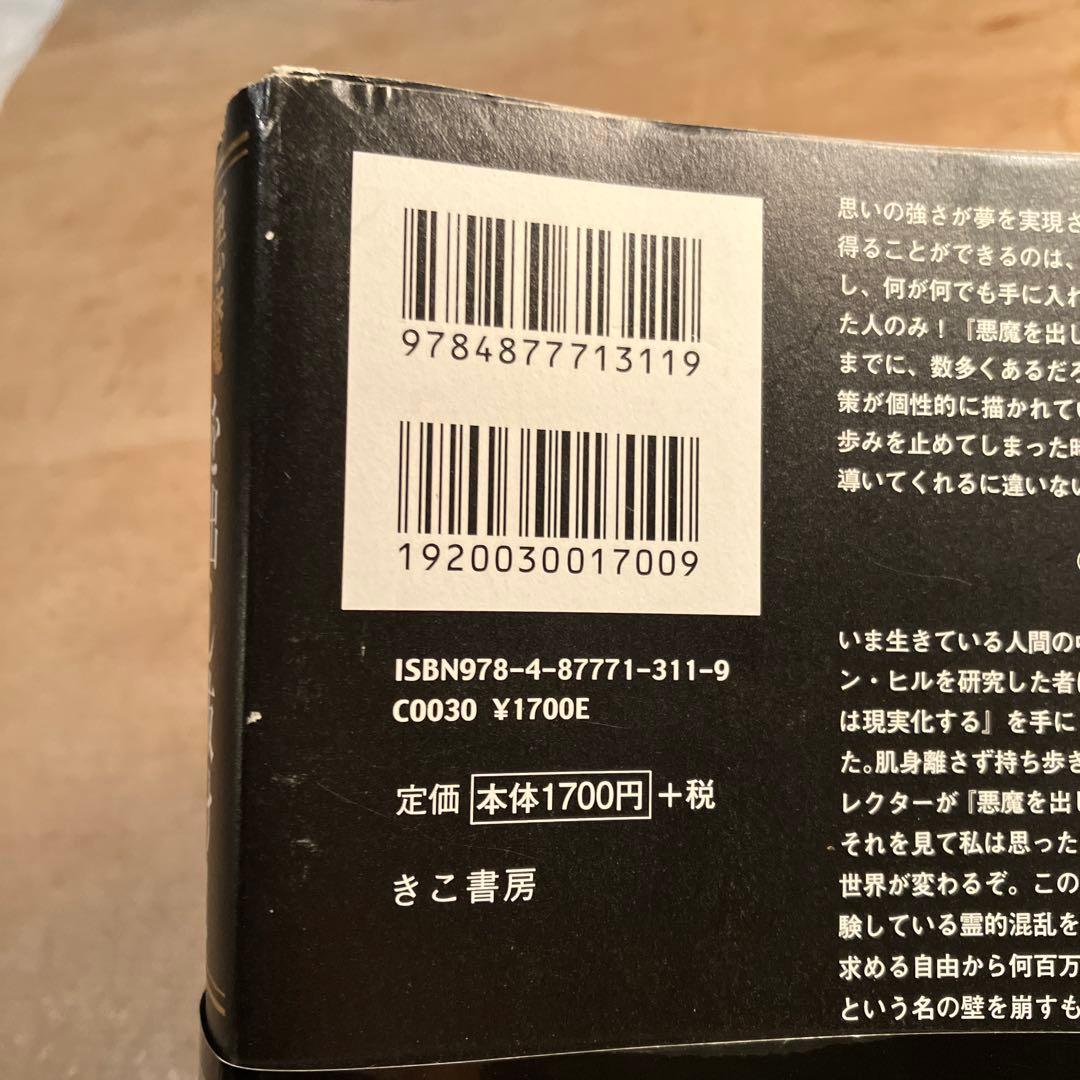 9784877713119
1920030017009
ISBN978-4-87771-311-9
C0030 ¥1700E
定価 本体1700円 +税
きこ書房
思いの強さが夢を実現さ
得ることができるのは、
し、何が何でも手に入れ
た人のみ！『悪魔を出し
までに、数多くあるだろ
策が個性的に描かれてい
歩みを止めてしまった時
導いてくれるに違いない
いま生きている人間の中
ン・ヒルを研究した者は
は現実化する』を手に
た。肌身離さず持ち歩き
レクターが『悪魔を出し
それを見て私は思った
世界が変わるぞ。この
験している霊的混乱を
求める自由から何百万
という名の壁を崩すも